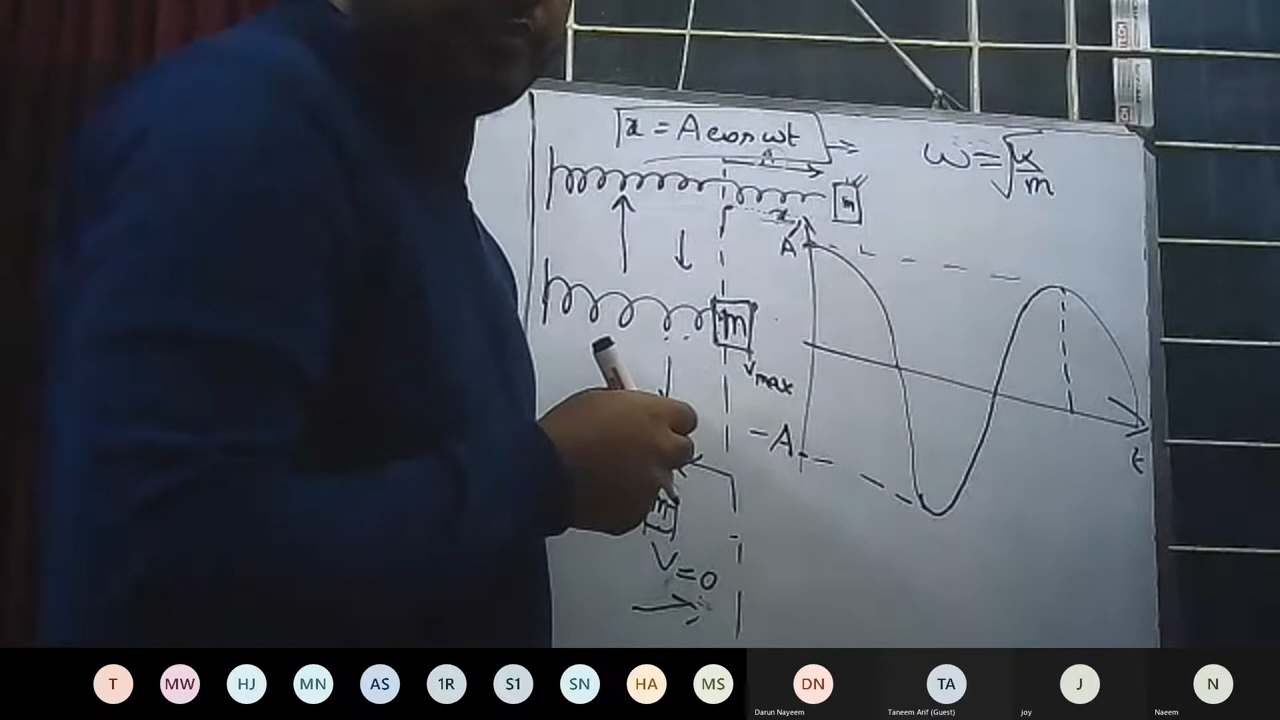 x = A cos ωt
ω = √k/m
A
m
x
A
m
Vmax
-A
m
t
V = 0
T
MW
HJ
MN
AS
1R
S1
SN
HA
MS
DN
TA
J
N
Darun Nayeem
Taneem Arif (Guest)
joy
Naeem